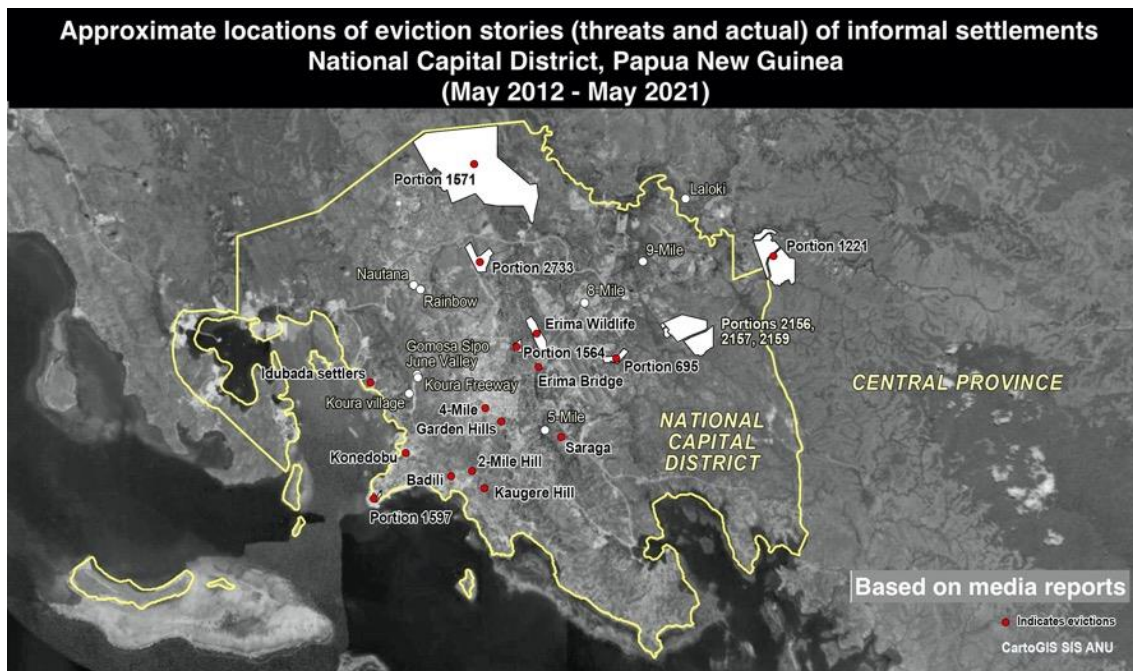 Approximate locations of eviction stories (threats and actual) of informal settlements
National Capital District, Papua New Guinea
(May 2012 - May 2021)
Portion 1571
Laloki
Portion 1221
9-Mile
Portion 2733
Nautana
Rainbow
8-Mile
Erima Wildlife
Portions 2156,
2157, 2159
Gomosa Sipo
June Valley
Portion 1564
Portion 695
Erima Bridge
Idubada settlers
Koura Freeway
Koura village
CENTRAL PROVINCE
4-Mile
Garden Hills
5-Mile
Saraga
NATIONAL
CAPITAL
DISTRICT
Konedobu
2-Mile Hill
Badili
Kaugere Hill
Portion 1597
Based on media reports
Indicates evictions
CartoGIS SIS ANU